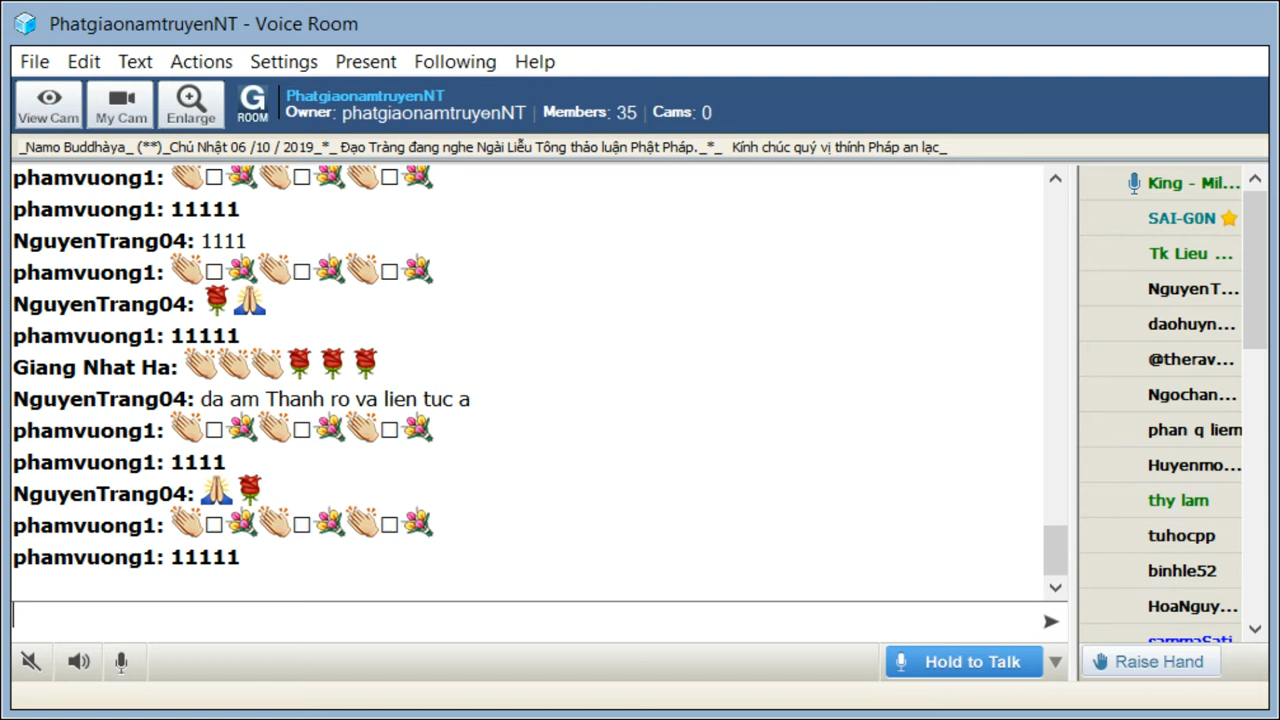 PhatgiaonamtruyenNT - Voice Room
File Edit Text Actions Settings Present Following Help
View Cam My Cam Enlarge G ROOM
PhatgiaonamtruyenNT
Owner: phatgiaonamtruyenNT | Members: 35 | Cams: 0
_Namo Buddhàya_ (**)_Chủ Nhật 06 /10 / 2019_*_ Đạo Tràng đang nghe Ngài Liễu Tông thảo luận Phật Pháp._*_ Kính chúc quý vị thính Pháp an lạc_
phamvuong1: 👏□💐👏□💐👏□💐
phamvuong1: 11111
NguyenTrang04: 1111
phamvuong1: 👏□💐👏□💐👏□💐
NguyenTrang04: 🌹🙏
phamvuong1: 11111
Giang Nhat Ha: 👏👏👏🌹🌹🌹
NguyenTrang04: da am Thanh ro va lien tuc a
phamvuong1: 👏□💐👏□💐👏□💐
phamvuong1: 1111
NguyenTrang04: 🙏🌹
phamvuong1: 👏□💐👏□💐👏□💐
phamvuong1: 11111
King - Mil...
SAI-G0N
Tk Lieu ...
NguyenT...
daohuyn...
@therav...
Ngochan...
phan q liem
Huyenmo...
thy lam
tuhocpp
binhle52
HoaNguy...
sammaSati
Hold to Talk
Raise Hand